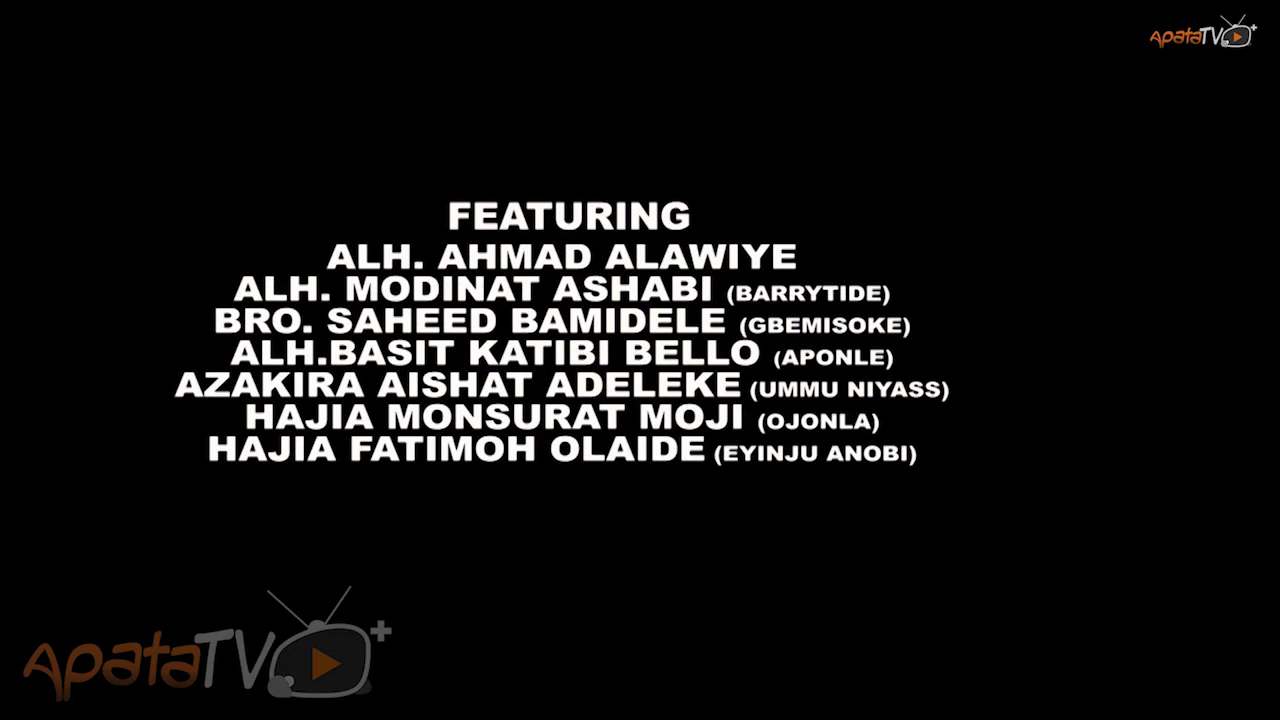 ApataTV+
FEATURING
ALH. AHMAD ALAWIYE
ALH. MODINAT ASHABI (BARRYTIDE)
BRO. SAHEED BAMIDELE (GBEMISOKE)
ALH.BASIT KATIBI BELLO (APONLE)
AZAKIRA AISHAT ADELEKE (UMMU NIYASS)
HAJIA MONSURAT MOJI (OJONLA)
HAJIA FATIMOH OLAIDE (EYINJU ANOBI)
ApataTV+